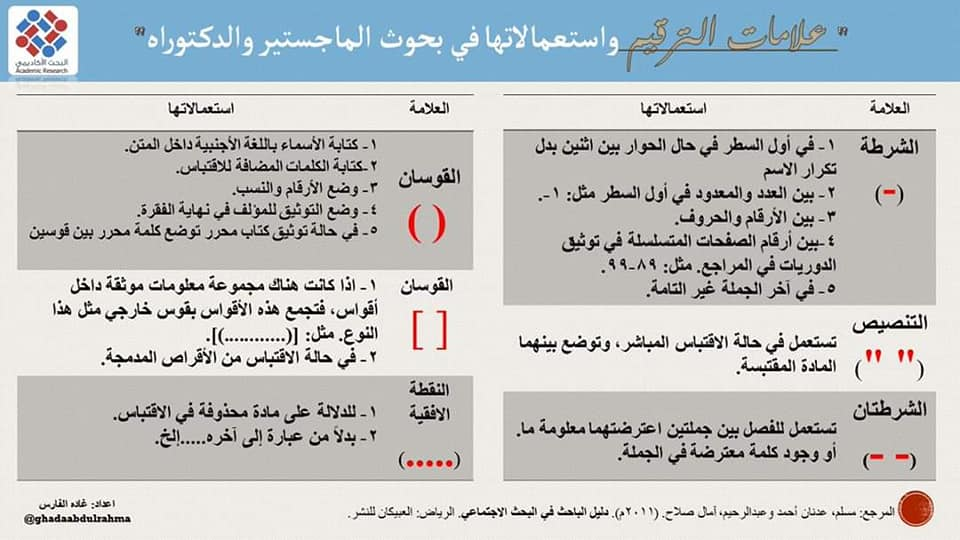 " علامات الترقيم واستعمالاتها في بحوث الماجستير والدكتوراه"
البحث الأكاديمي
Academic Research
العلامة
استعمالاتها
الشرطة
(-)
١- في أول السطر في حال الحوار بين اثنين بدل
تكرار الاسم
٢- بين العدد والمعدود في أول السطر مثل: ١-.
٣- بين الأرقام والحروف.
٤-بين أرقام الصفحات المتسلسلة في توثيق
الدوريات في المراجع. مثل: ٨٩-٩٩.
٥- في آخر الجملة غير التامة.
التنصيص
(" ")
تستعمل في حالة الاقتباس المباشر، وتوضع بينهما
المادة المقتبسة.
الشرطتان
(- -)
تستعمل للفصل بين جملتين اعترضتهما معلومة ما.
أو وجود كلمة معترضة في الجملة.
العلامة
استعمالاتها
القوسان
( )
١- كتابة الأسماء باللغة الأجنبية داخل المتن.
٢-كتابة الكلمات المضافة للاقتباس.
٣- وضع الأرقام والنسب.
٤- وضع التوثيق للمؤلف في نهاية الفقرة.
٥- في حالة توثيق كتاب محرر توضع كلمة محرر بين قوسين
القوسان
[ ]
١- اذا كانت هناك مجموعة معلومات موثقة داخل
أقواس، فتجمع هذه الأقواس بقوس خارجي مثل هذا
النوع. مثل: [(............)].
٢- في حالة الاقتباس من الأقراص المدمجة.
النقطة
الافقية
(.....)
١- للدلالة على مادة محذوفة في الاقتباس.
٢- بدلاً من عبارة إلى آخره.....إلخ.
المرجع: مسلم، عدنان أحمد وعبدالرحيم، آمال صلاح. (٢٠١١م). دليل الباحث في البحث الاجتماعي. الرياض: العبيكان للنشر.
اعداد: غاده الفارس
@ghadaabdulrahma